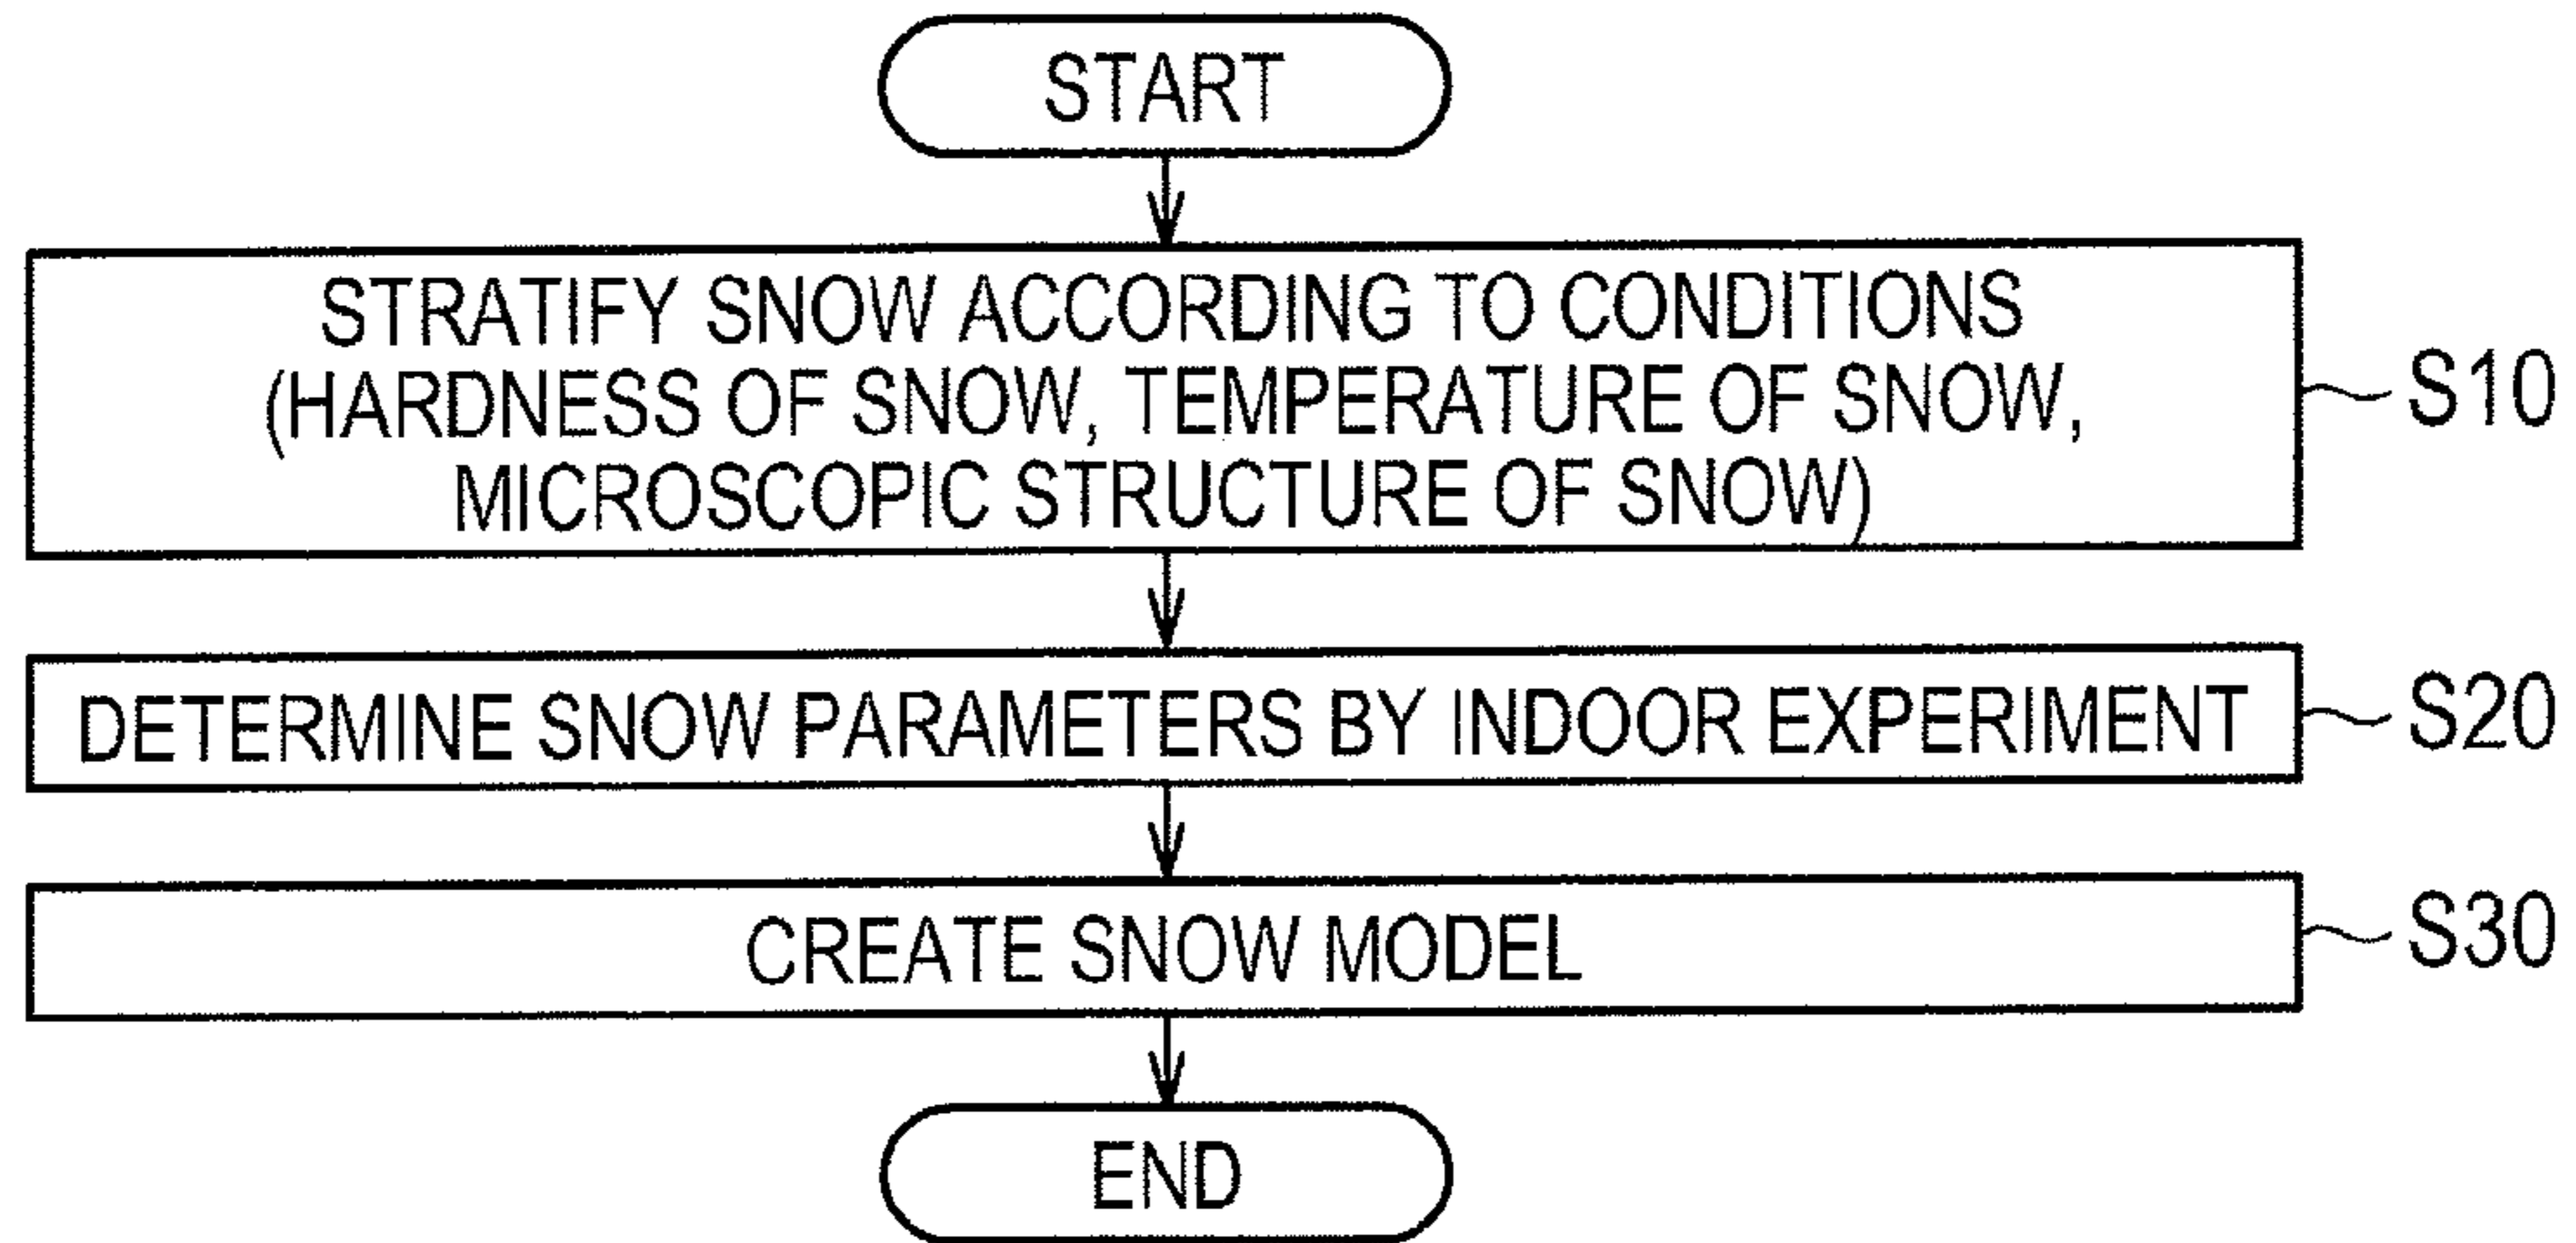 START
STRATIFY SNOW ACCORDING TO CONDITIONS
(HARDNESS OF SNOW, TEMPERATURE OF SNOW,
MICROSCOPIC STRUCTURE OF SNOW)
S10
DETERMINE SNOW PARAMETERS BY INDOOR EXPERIMENT
S20
CREATE SNOW MODEL
S30
END